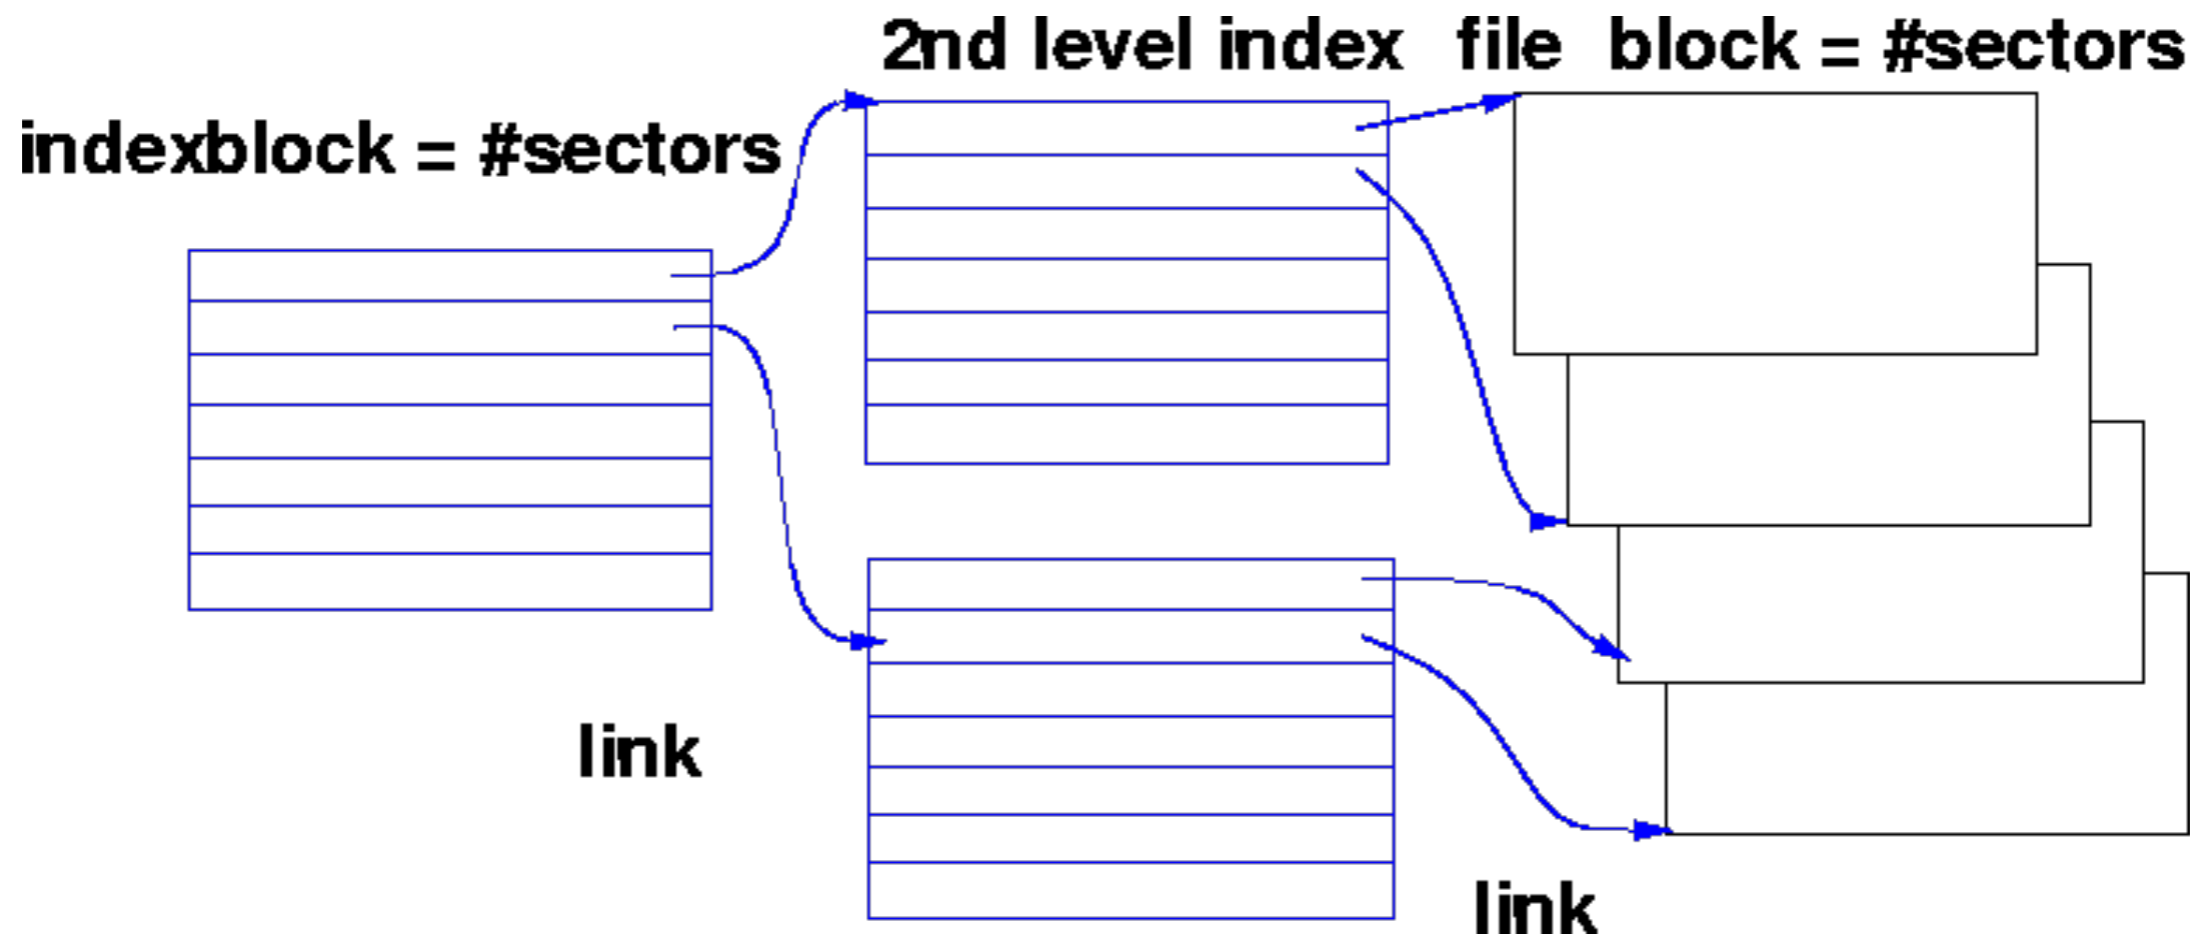 2nd level index file block = #sectors
indexblock = #sectors
link
link